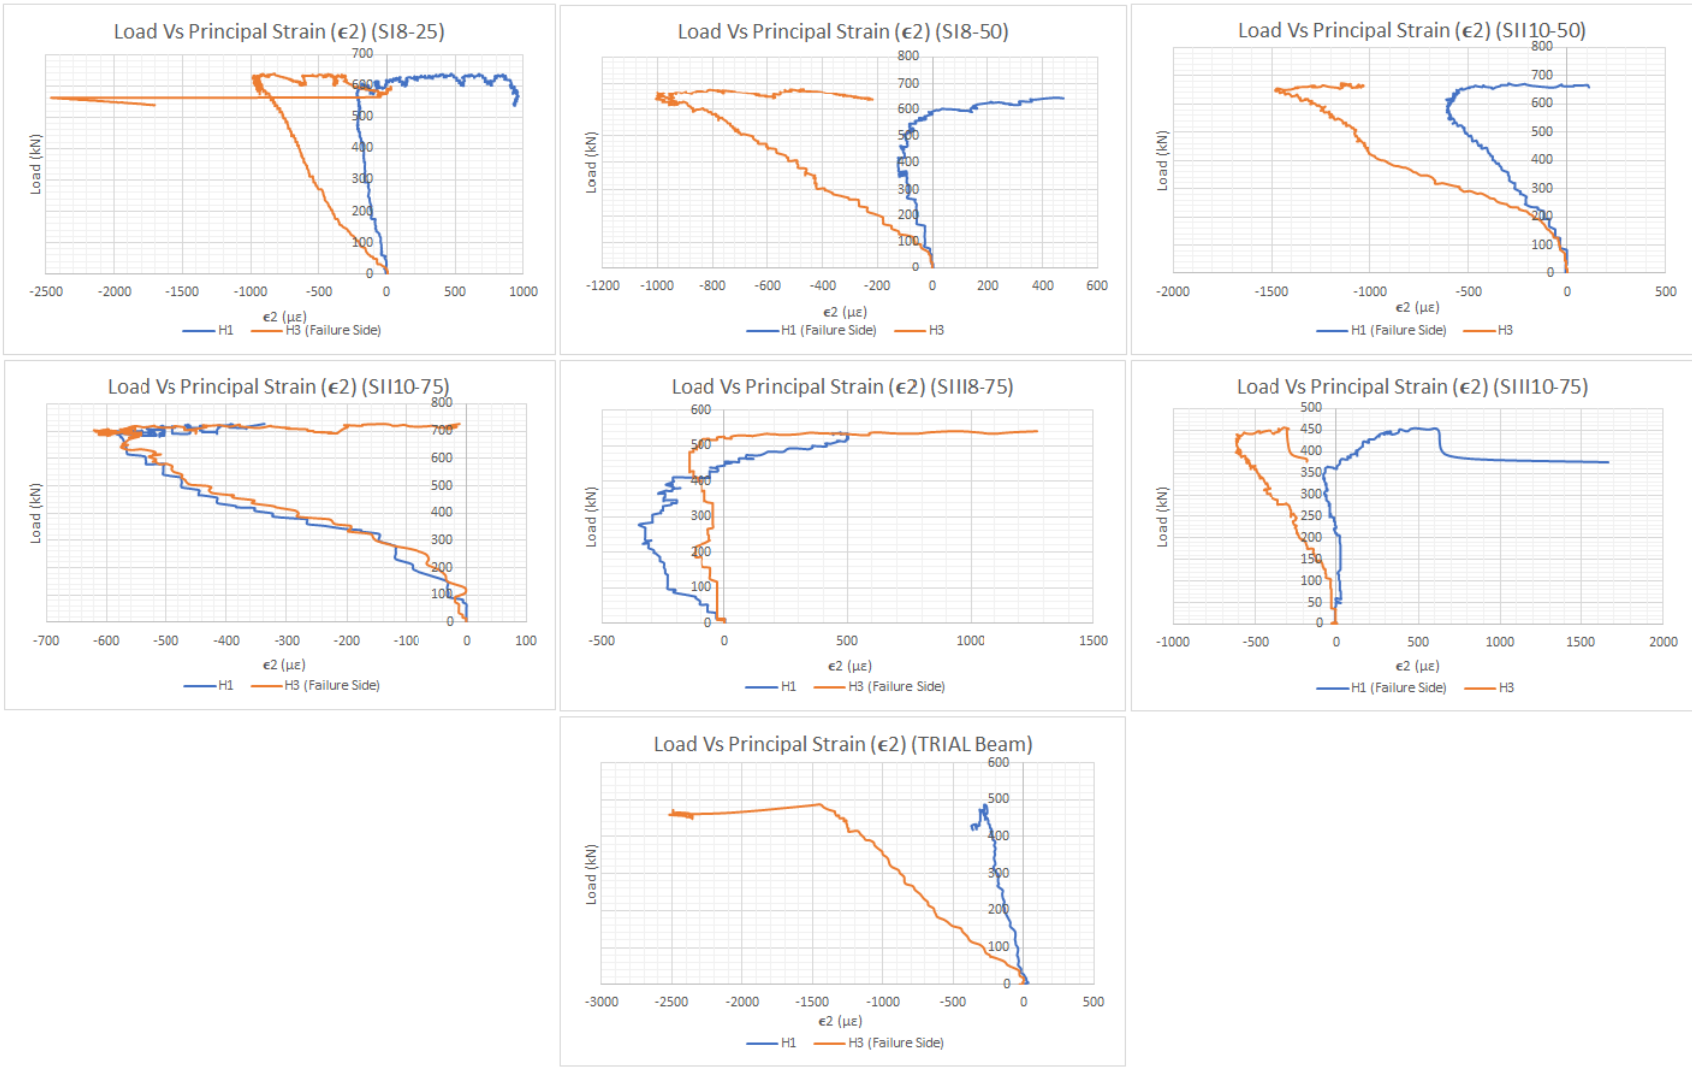 Load Vs Principal Strain (ϵ2) (SI8-25)
700
600
500
400
300
200
100
0
Load (kN)
-2500 -2000 -1500 -1000 -500 0 500 1000
ϵ2 (με)
H1 H3 (Failure Side)
Load Vs Principal Strain (ϵ2) (SI8-50)
800
700
600
500
400
300
200
100
0
Load (kN)
-1200 -1000 -800 -600 -400 -200 0 200 400 600
ϵ2 (με)
H1 (Failure Side) H3
Load Vs Principal Strain (ϵ2) (SII10-50)
800
700
600
500
400
300
200
100
0
Load (kN)
-2000 -1500 -1000 -500 0 500
ϵ2 (με)
H1 (Failure Side) H3
Load Vs Principal Strain (ϵ2) (SII10-75)
800
700
600
500
400
300
200
100
0
Load (kN)
-700 -600 -500 -400 -300 -200 -100 0 100
ϵ2 (με)
H1 H3 (Failure Side)
Load Vs Principal Strain (ϵ2) (SIII8-75)
600
500
400
300
200
100
0
Load (kN)
-500 0 500 1000 1500
ϵ2 (με)
H1 H3 (Failure Side)
Load Vs Principal Strain (ϵ2) (SIII10-75)
500
450
400
350
300
250
200
150
100
50
0
Load (kN)
-1000 -500 0 500 1000 1500 2000
ϵ2 (με)
H1 (Failure Side) H3
Load Vs Principal Strain (ϵ2) (TRIAL Beam)
600
500
400
300
200
100
0
Load (kN)
-3000 -2500 -2000 -1500 -1000 -500 0 500
ϵ2 (με)
H1 H3 (Failure Side)